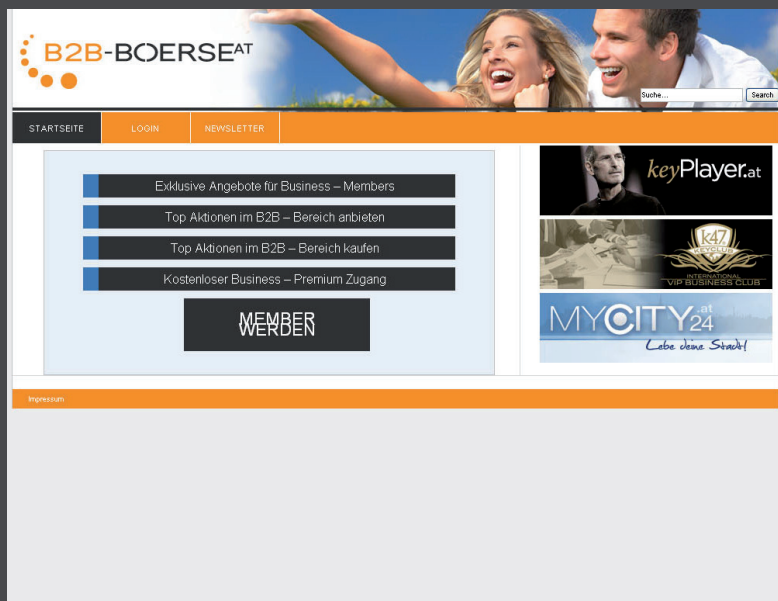 B2B-BOERSE AT
Suche...
Search
STARTSEITE
LOGIN
NEWSLETTER
Exklusive Angebote für Business – Members
Top Aktionen im B2B – Bereich anbieten
Top Aktionen im B2B – Bereich kaufen
Kostenloser Business – Premium Zugang
MEMBER
WERDEN
keyPlayer.at
k47
KEYCLUB
INTERNATIONAL
VIP BUSINESS CLUB
MYCITY24.at
Lebe deine Stadt!
Impressum